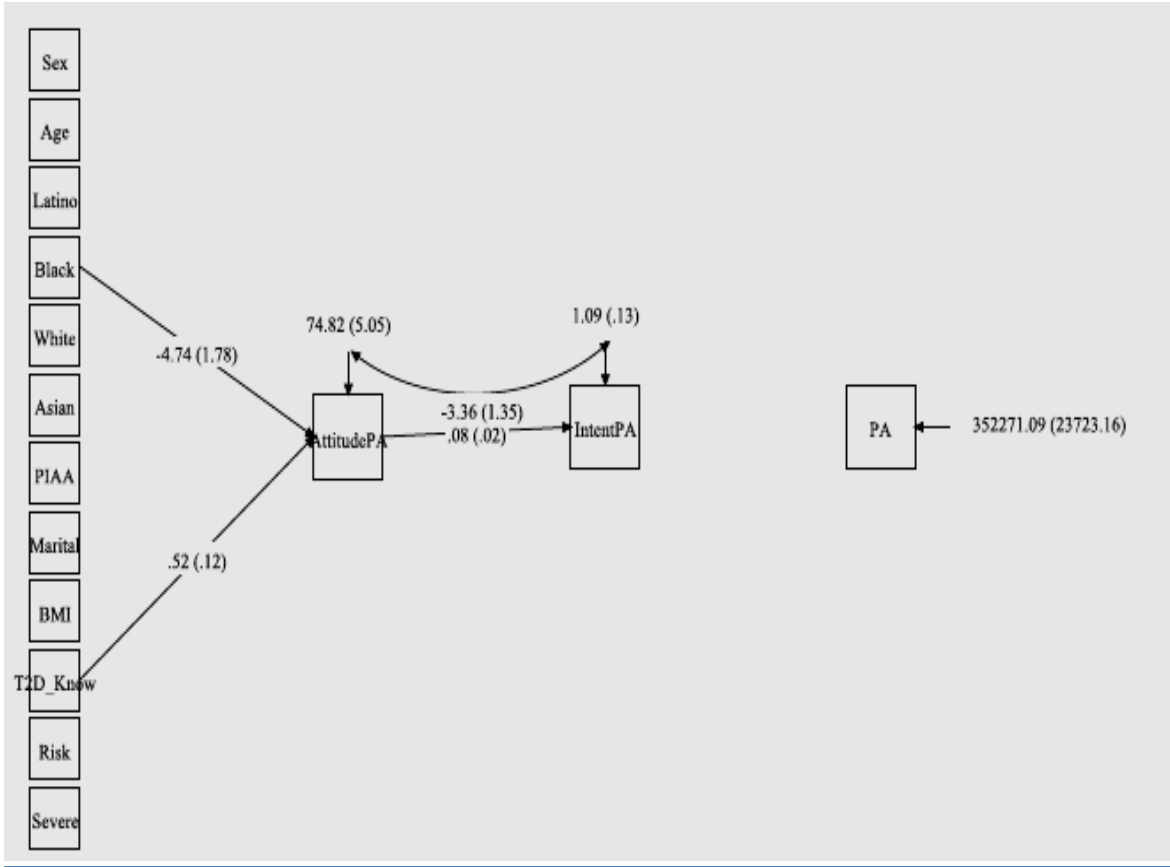 Sex
Age
Latino
Black
White
Asian
PIAA
Marital
BMI
T2D_Know
Risk
Severe
-4.74 (1.78)
.52 (.12)
74.82 (5.05)
AttitudePA
-3.36 (1.35)
.08 (.02)
1.09 (.13)
IntentPA
PA
352271.09 (23723.16)